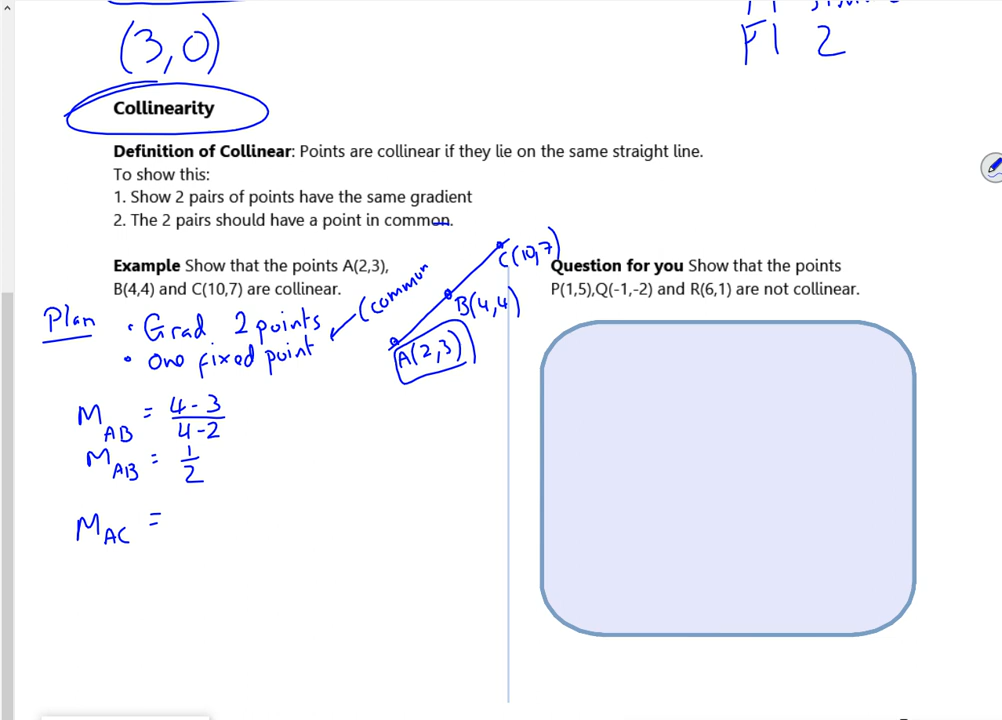 (3,0)
F1 2
Collinearity
Definition of Collinear: Points are collinear if they lie on the same straight line.
To show this:
1. Show 2 pairs of points have the same gradient
2. The 2 pairs should have a point in common.
Example Show that the points A(2,3),
B(4,4) and C(10,7) are collinear.
Plan
• Grad 2 points
• One fixed point
(common
C(10,7)
B(4,4)
A(2,3)
M AB = 4-3 / 4-2
M AB = 1/2
M AC =
Question for you Show that the points
P(1,5),Q(-1,-2) and R(6,1) are not collinear.